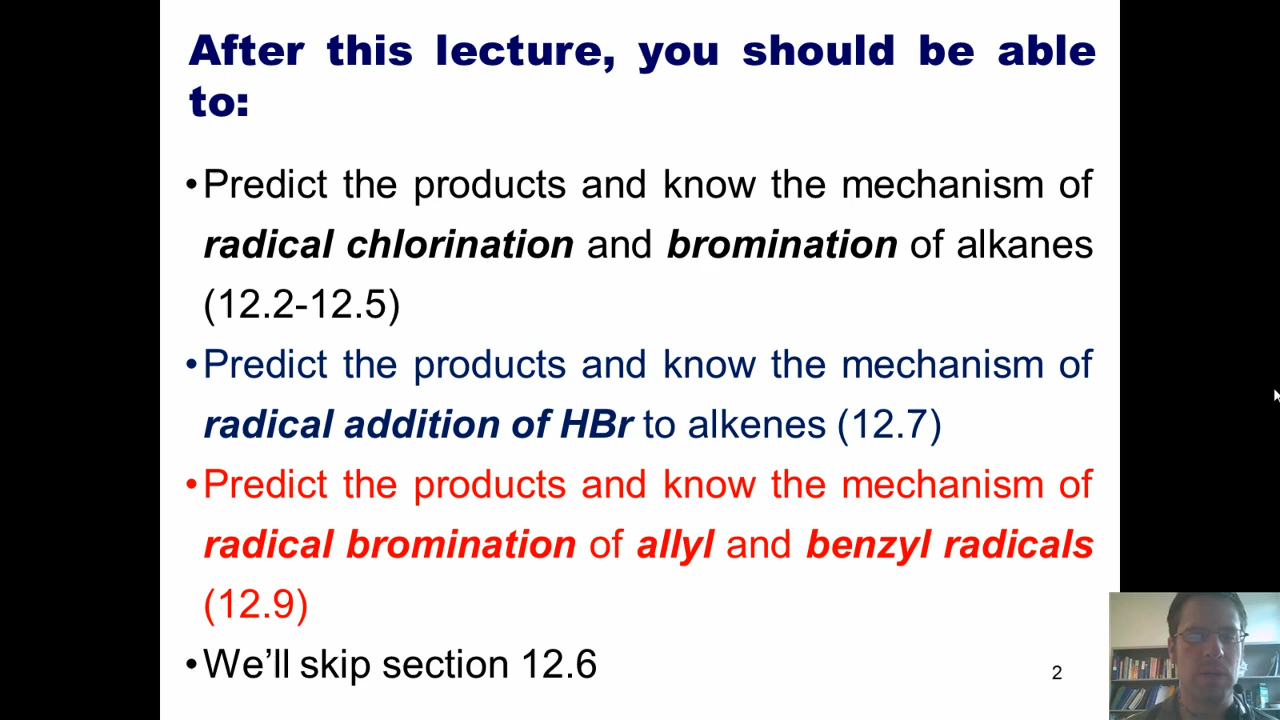 After this lecture, you should be able
to:
•Predict the products and know the mechanism of
radical chlorination and bromination of alkanes
(12.2-12.5)
•Predict the products and know the mechanism of
radical addition of HBr to alkenes (12.7)
•Predict the products and know the mechanism of
radical bromination of allyl and benzyl radicals
(12.9)
•We’ll skip section 12.6
2